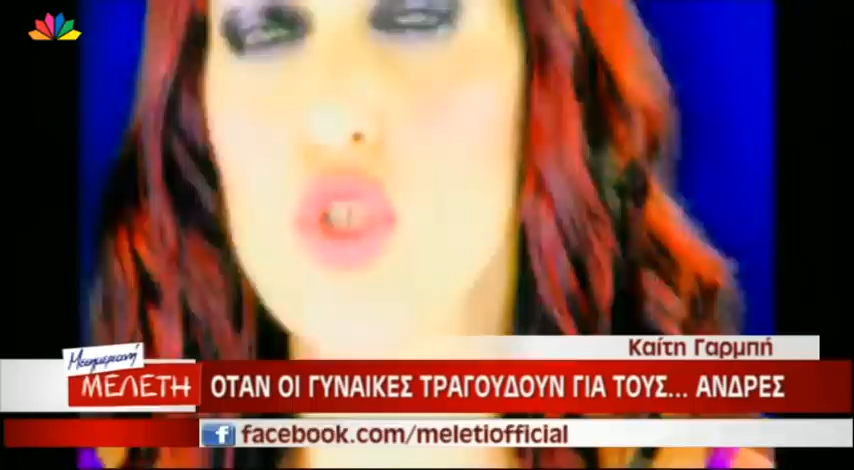 Καίτη Γαρμπή
Μεσημεριανή
ΜΕΛΕΤΗ
ΟΤΑΝ ΟΙ ΓΥΝΑΙΚΕΣ ΤΡΑΓΟΥΔΟΥΝ ΓΙΑ ΤΟΥΣ... ΑΝΔΡΕΣ
facebook.com/meletiofficial